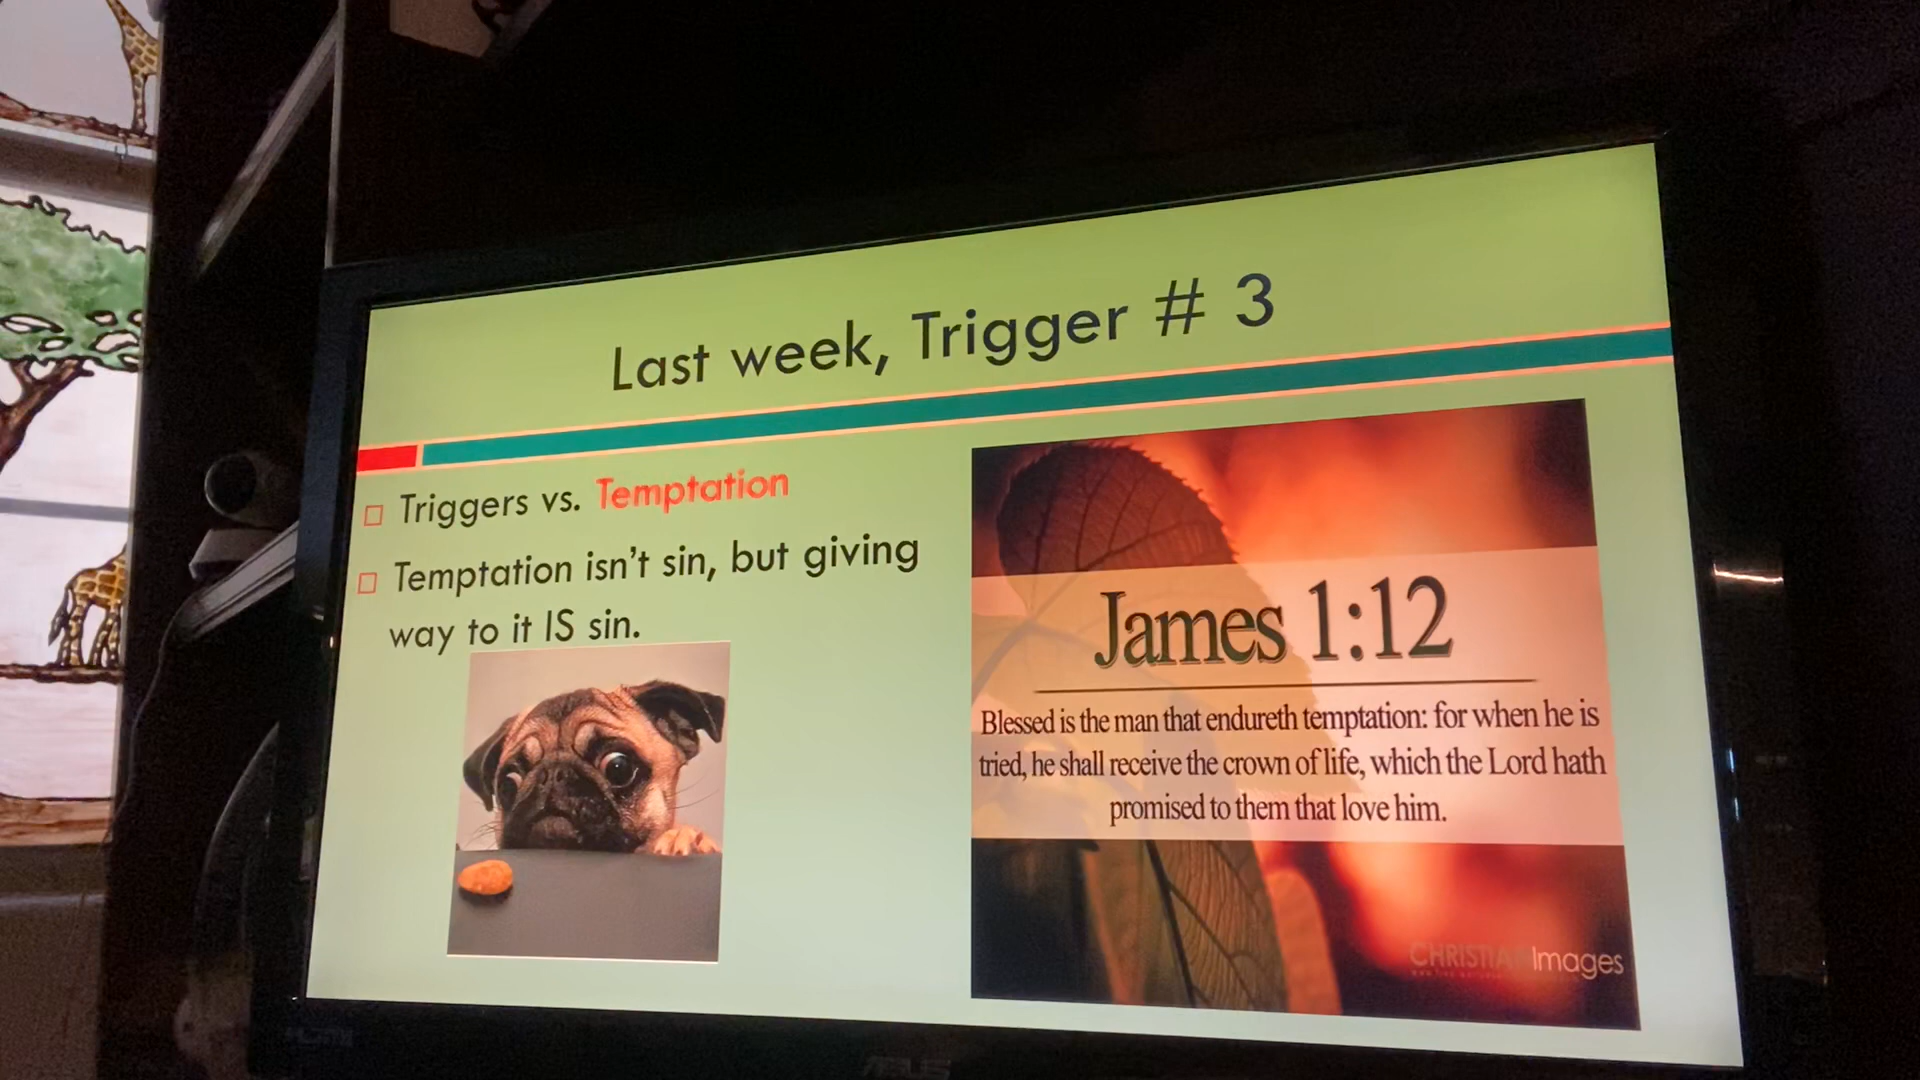 Last week, Trigger # 3
Triggers vs. Temptation
Temptation isn't sin, but giving
way to it IS sin.
James 1:12
Blessed is the man that endureth temptation: for when he is
tried, he shall receive the crown of life, which the Lord hath
promised to them that love him.
CHRISTIAN Images
ASUS